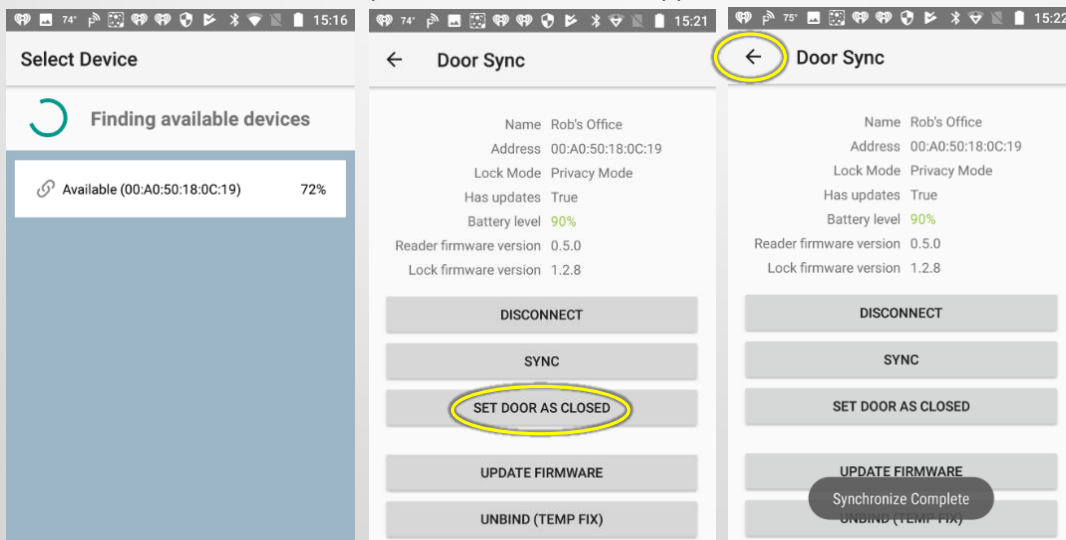 74° 15:16
Select Device
Finding available devices
Available (00:A0:50:18:0C:19) 72%
74° 15:21
Door Sync
Name Rob's Office
Address 00:A0:50:18:0C:19
Lock Mode Privacy Mode
Has updates True
Battery level 90%
Reader firmware version 0.5.0
Lock firmware version 1.2.8
DISCONNECT
SYNC
SET DOOR AS CLOSED
UPDATE FIRMWARE
UNBIND (TEMP FIX)
75° 15:22
Door Sync
Name Rob's Office
Address 00:A0:50:18:0C:19
Lock Mode Privacy Mode
Has updates True
Battery level 90%
Reader firmware version 0.5.0
Lock firmware version 1.2.8
DISCONNECT
SYNC
SET DOOR AS CLOSED
UPDATE FIRMWARE
Synchronize Complete
UNBIND (TEMP FIX)